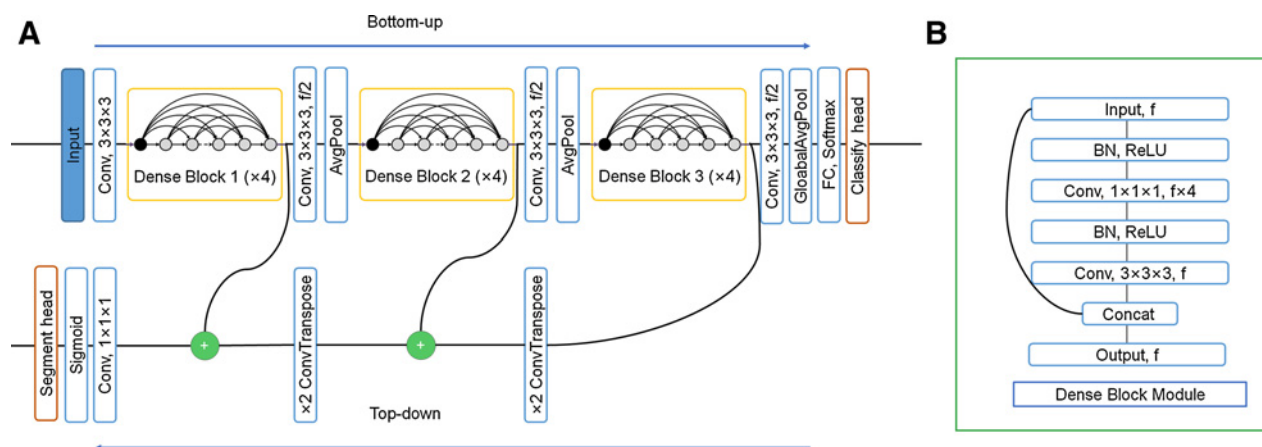 A
Bottom-up
Input
Conv, 3×3×3
Dense Block 1 (×4)
Conv, 3×3×3, f/2
AvgPool
Dense Block 2 (×4)
Conv, 3×3×3, f/2
AvgPool
Dense Block 3 (×4)
Conv, 3×3×3, f/2
GloabalAvgPool
FC, Softmax
Classify head
Segment head
Sigmoid
Conv, 1×1×1
+
×2 ConvTranspose
+
×2 ConvTranspose
Top-down
B
Input, f
BN, ReLU
Conv, 1×1×1, f×4
BN, ReLU
Conv, 3×3×3, f
Concat
Output, f
Dense Block Module